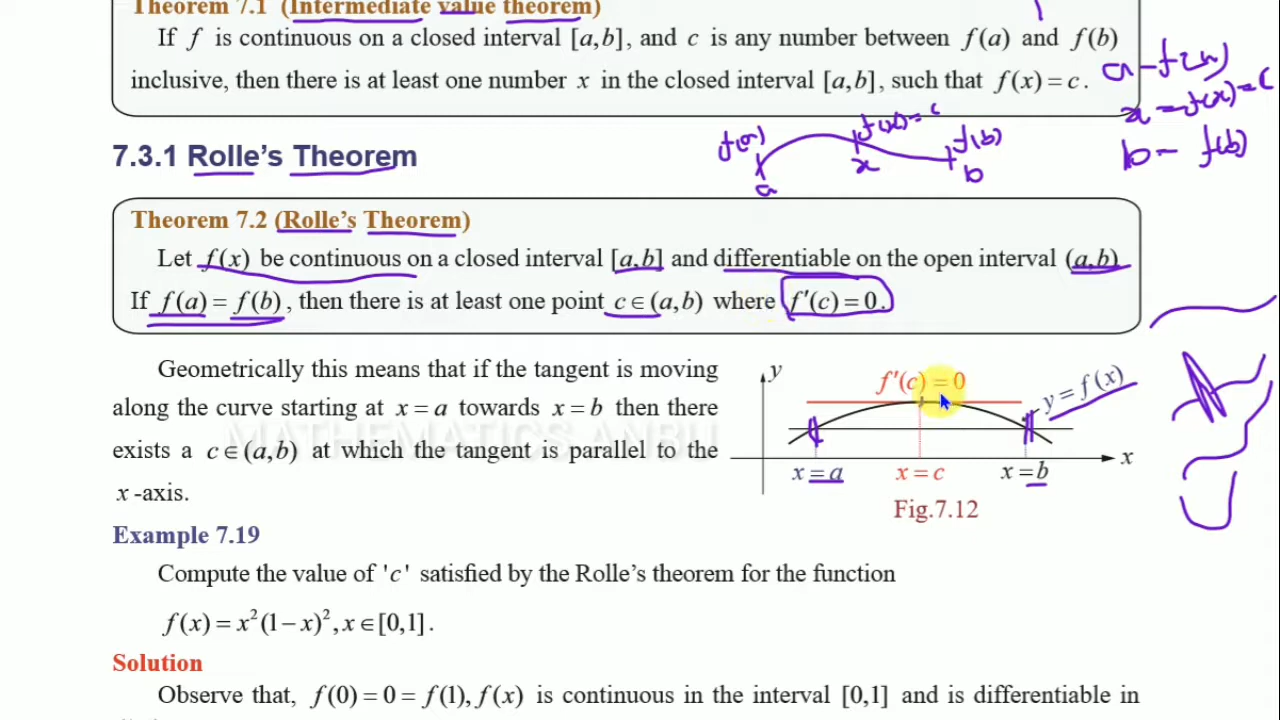 Theorem 7.1 (Intermediate value theorem)
If f is continuous on a closed interval [a,b], and c is any number between f(a) and f(b)
inclusive, then there is at least one number x in the closed interval [a,b], such that f(x) = c.
a - f(a)
x - f(x) = c
b - f(b)
7.3.1 Rolle's Theorem
f(a)
f(x) = c
f(b)
a
x
b
Theorem 7.2 (Rolle's Theorem)
Let f(x) be continuous on a closed interval [a,b] and differentiable on the open interval (a,b)
If f(a) = f(b), then there is at least one point c ∈ (a,b) where f′(c) = 0.
Geometrically this means that if the tangent is moving
along the curve starting at x = a towards x = b then there
exists a c ∈ (a,b) at which the tangent is parallel to the
x-axis.
MATHEMATICS ANBU
y
f′(c) = 0
y = f(x)
x = a
x = c
x = b
x
Fig.7.12
Example 7.19
Compute the value of 'c' satisfied by the Rolle's theorem for the function
f(x) = x²(1 − x)², x ∈ [0,1].
Solution
Observe that, f(0) = 0 = f(1), f(x) is continuous in the interval [0,1] and is differentiable in